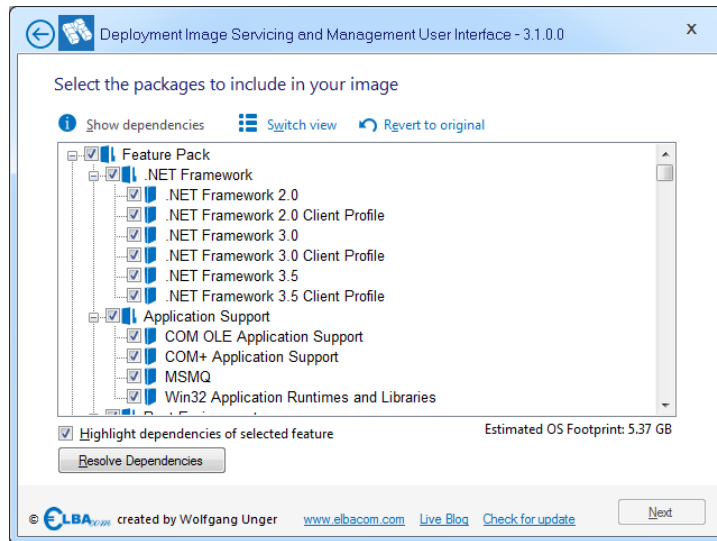 Deployment Image Servicing and Management User Interface - 3.1.0.0 X
Select the packages to include in your image
Show dependencies Switch view Revert to original
Feature Pack
.NET Framework
.NET Framework 2.0
.NET Framework 2.0 Client Profile
.NET Framework 3.0
.NET Framework 3.0 Client Profile
.NET Framework 3.5
.NET Framework 3.5 Client Profile
Application Support
COM OLE Application Support
COM+ Application Support
MSMQ
Win32 Application Runtimes and Libraries
Highlight dependencies of selected feature Estimated OS Footprint: 5.37 GB
Resolve Dependencies
© €LBAcom created by Wolfgang Unger www.elbacom.com Live Blog Check for update Next